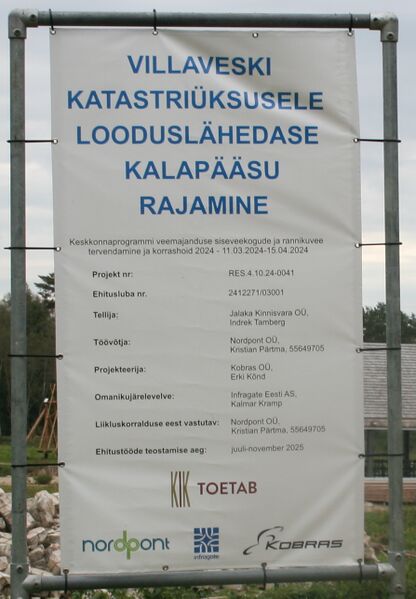 VILLAVESKI
KATASTRIÜKSUSELE
LOODUSLÄHEDASE
KALAPÄÄSU
RAJAMINE
Keskkonnaprogrammi veemajanduse siseveekogude ja rannikuvee
tervendamine ja korrashoid 2024 - 11.03.2024-15.04.2024
Projekt nr: RES.4.10.24-0041
Ehitusluba nr. 2412271/03001
Tellija: Jalaka Kinnisvara OÜ,
Indrek Tamberg
Töövõtja: Nordpont OÜ,
Kristian Pärtma, 55649705
Projekteerija: Kobras OÜ,
Erki Kõnd
Omanikujärelevelve: Infragate Eesti AS,
Kalmar Kramp
Liikluskorralduse eest vastutav: Nordpont OÜ,
Kristian Pärtma, 55649705
Ehitustööde teostamise aeg: juuli-november 2025
KIK TOETAB
nordpont infragate KOBRAS